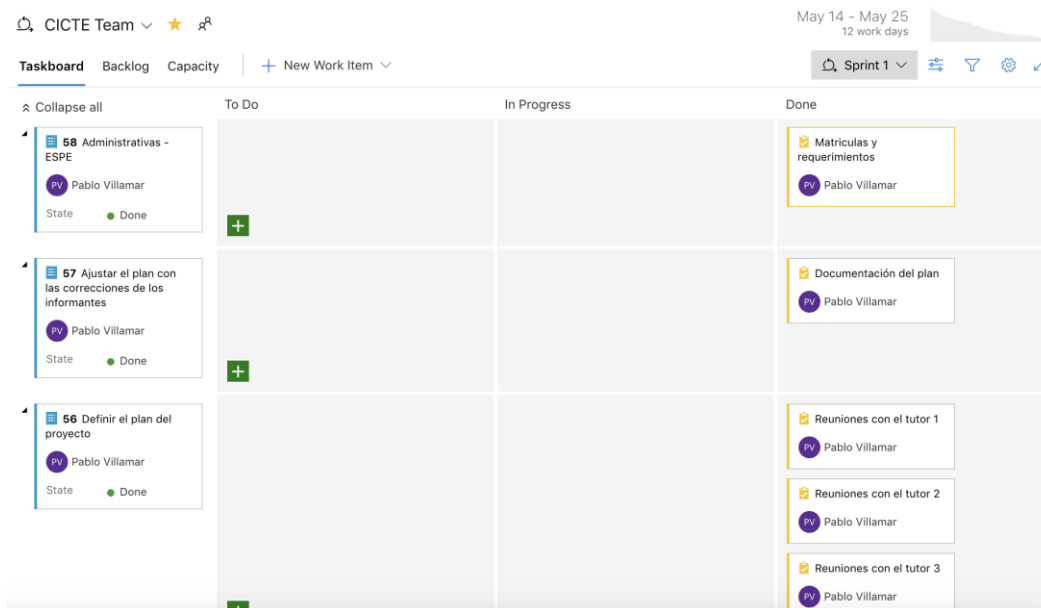 CICTE Team
May 14 - May 25
12 work days
Taskboard Backlog Capacity New Work Item Sprint 1
Collapse all To Do In Progress Done
58 Administrativas -
ESPE
PV Pablo Villamar
State Done
Matriculas y
requerimientos
PV Pablo Villamar
57 Ajustar el plan con
las correcciones de los
informantes
PV Pablo Villamar
State Done
Documentación del plan
PV Pablo Villamar
56 Definir el plan del
proyecto
PV Pablo Villamar
State Done
Reuniones con el tutor 1
PV Pablo Villamar
Reuniones con el tutor 2
PV Pablo Villamar
Reuniones con el tutor 3
PV Pablo Villamar